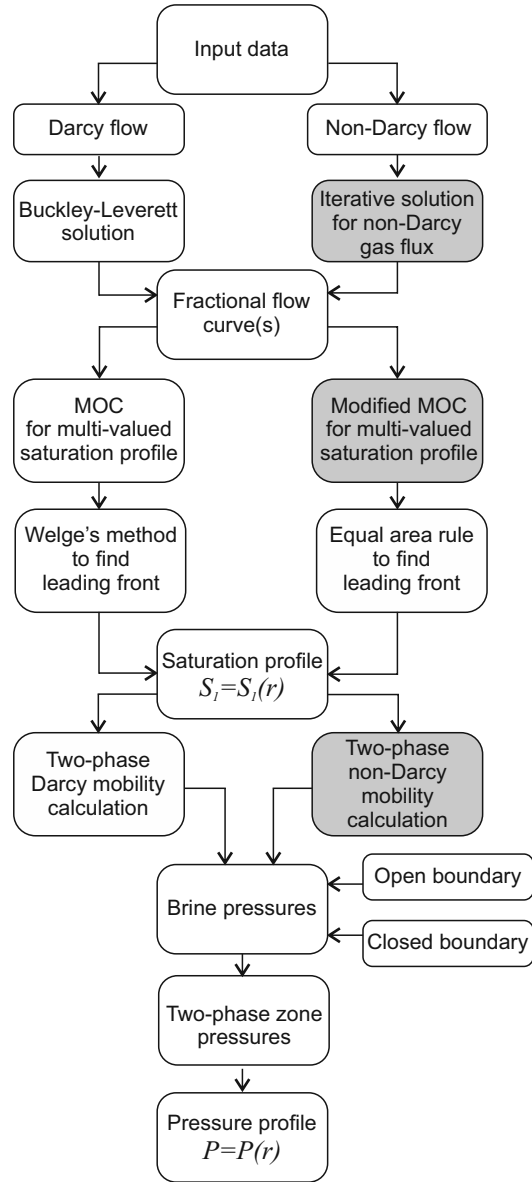 Input data
Darcy flow
Non-Darcy flow
Buckley-Leverett
solution
Iterative solution
for non-Darcy
gas flux
Fractional flow
curve(s)
MOC
for multi-valued
saturation profile
Modified MOC
for multi-valued
saturation profile
Welge's method
to find
leading front
Equal area rule
to find
leading front
Saturation profile
S₁=S₁(r)
Two-phase
Darcy mobility
calculation
Two-phase
non-Darcy
mobility
calculation
Brine pressures
Open boundary
Closed boundary
Two-phase zone
pressures
Pressure profile
P=P(r)